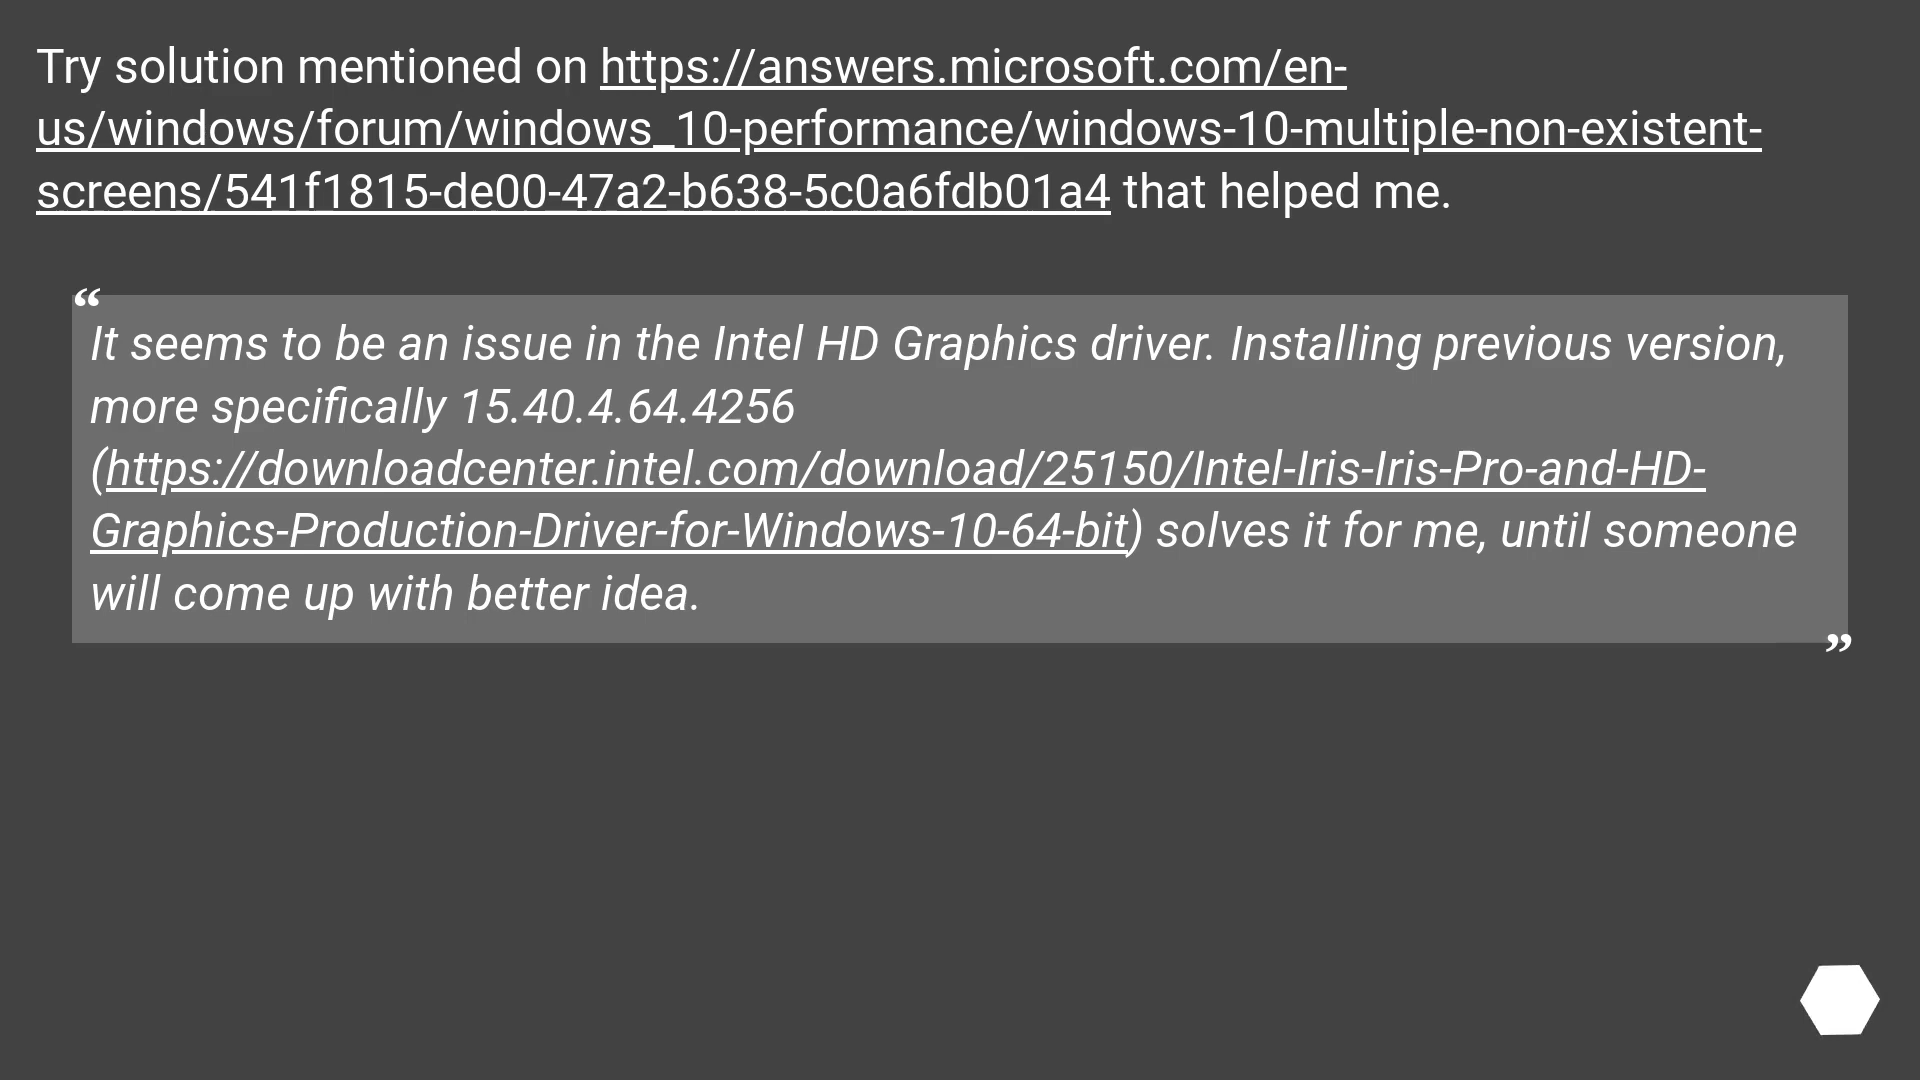 Try solution mentioned on https://answers.microsoft.com/en-
us/windows/forum/windows_10-performance/windows-10-multiple-non-existent-
screens/541f1815-de00-47a2-b638-5c0a6fdb01a4 that helped me.
“
It seems to be an issue in the Intel HD Graphics driver. Installing previous version,
more specifically 15.40.4.64.4256
(https://downloadcenter.intel.com/download/25150/Intel-Iris-Iris-Pro-and-HD-
Graphics-Production-Driver-for-Windows-10-64-bit) solves it for me, until someone
will come up with better idea.
”